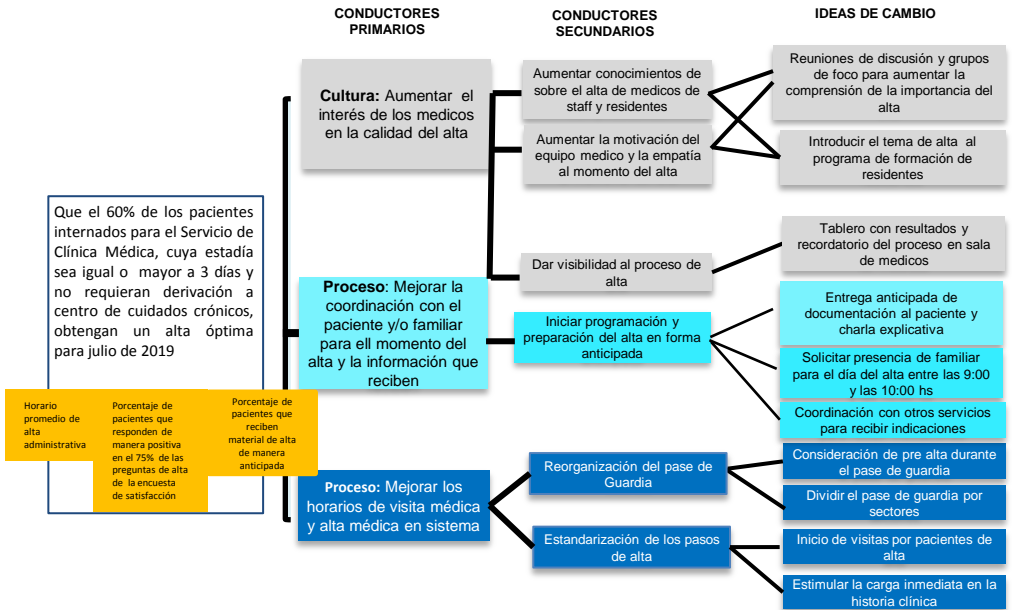 CONDUCTORES
PRIMARIOS
CONDUCTORES
SECUNDARIOS
IDEAS DE CAMBIO
Que el 60% de los pacientes
internados para el Servicio de
Clínica Médica, cuya estadía
sea igual o mayor a 3 días y
no requieran derivación a
centro de cuidados crónicos,
obtengan un alta óptima
para julio de 2019
Horario
promedio de
alta
administrativa
Porcentaje de
pacientes que
responden de
manera positiva
en el 75% de las
preguntas de alta
de la encuesta
de satisfacción
Porcentaje de
pacientes que
reciben
material de alta
de manera
anticipada
Cultura: Aumentar el
interés de los medicos
en la calidad del alta
Proceso: Mejorar la
coordinación con el
paciente y/o familiar
para ell momento del
alta y la información que
reciben
Proceso: Mejorar los
horarios de visita médica
y alta médica en sistema
Aumentar conocimientos de
sobre el alta de medicos de
staff y residentes
Aumentar la motivación del
equipo medico y la empatía
al momento del alta
Dar visibilidad al proceso de
alta
Iniciar programación y
preparación del alta en forma
anticipada
Reorganización del pase de
Guardia
Estandarización de los pasos
de alta
Reuniones de discusión y grupos
de foco para aumentar la
comprensión de la importancia del
alta
Introducir el tema de alta al
programa de formación de
residentes
Tablero con resultados y
recordatorio del proceso en sala
de medicos
Entrega anticipada de
documentación al paciente y
charla explicativa
Solicitar presencia de familiar
para el día del alta entre las 9:00
y las 10:00 hs
Coordinación con otros servicios
para recibir indicaciones
Consideración de pre alta durante
el pase de guardia
Dividir el pase de guardia por
sectores
Inicio de visitas por pacientes de
alta
Estimular la carga inmediata en la
historia clínica